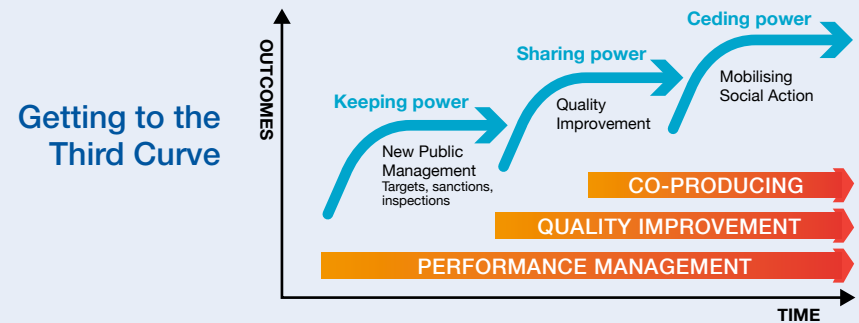 Getting to the
Third Curve
OUTCOMES
Keeping power
New Public
Management
Targets, sanctions,
inspections
Sharing power
Quality
Improvement
Ceding power
Mobilising
Social Action
CO-PRODUCING
QUALITY IMPROVEMENT
PERFORMANCE MANAGEMENT
TIME